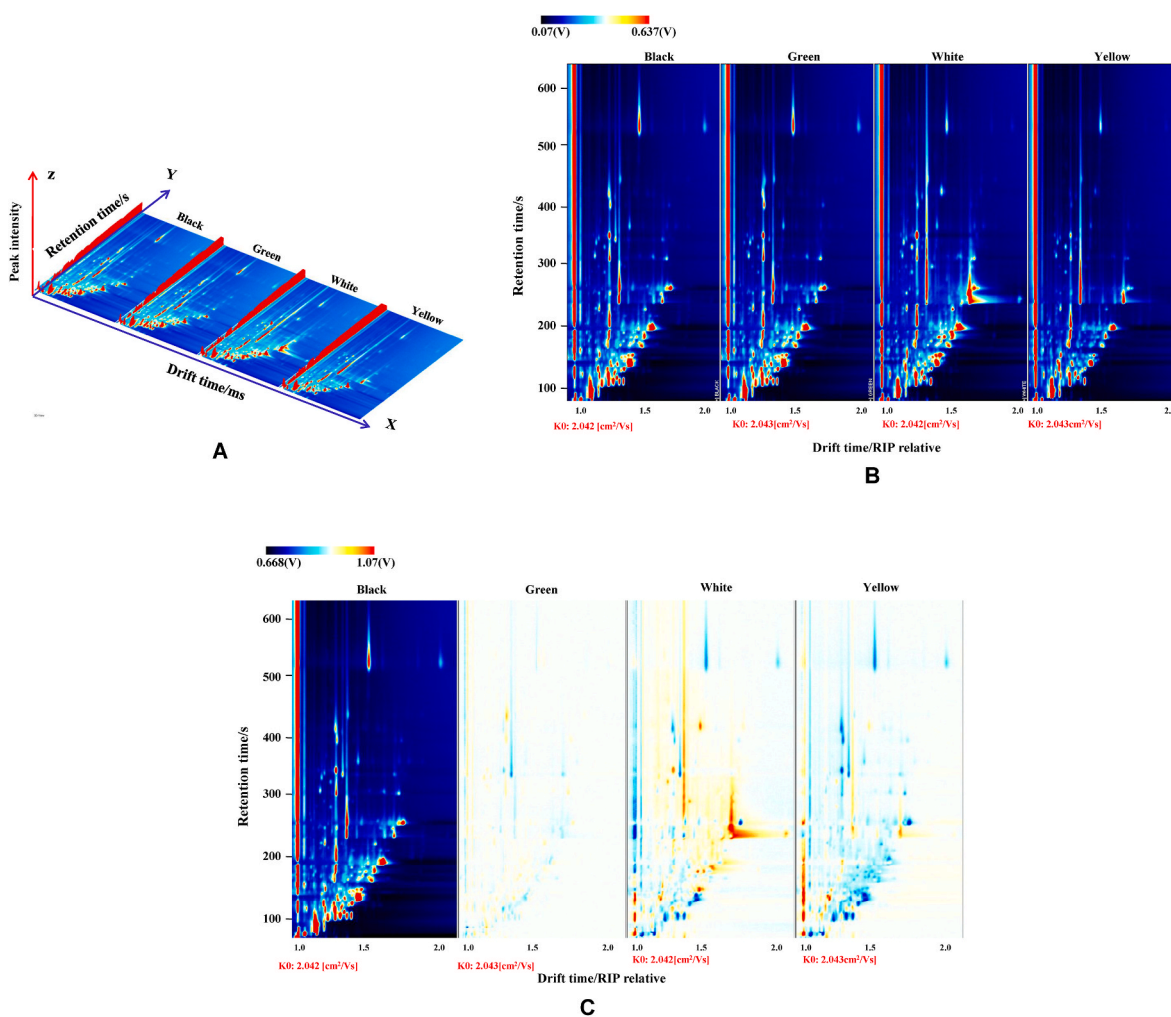 z
Y
Peak intensity
Retention time/s
Black
Green
White
Yellow
Drift time/ms
X
A
0.07(V) 0.637(V)
Black Green White Yellow
Retention time/s
600
500
400
300
200
100
BLACK
GREEN
WHITE
1.0 1.5 2.0 1.0 1.5 2.0 1.0 1.5 2.0 1.0 1.5 2.
K0: 2.042 [cm²/Vs] K0: 2.043[cm²/Vs] K0: 2.042[cm²/Vs] K0: 2.043cm²/Vs]
Drift time/RIP relative
B
0.668(V) 1.07(V)
Black Green White Yellow
Retention time/s
600
500
400
300
200
100
1.0 1.5 2.0 1.0 1.5 2.0 1.0 1.5 2.0 1.0 1.5 2.0
K0: 2.042 [cm²/Vs] K0: 2.043[cm²/Vs] K0: 2.042[cm²/Vs] K0: 2.043cm²/Vs]
Drift time/RIP relative
C